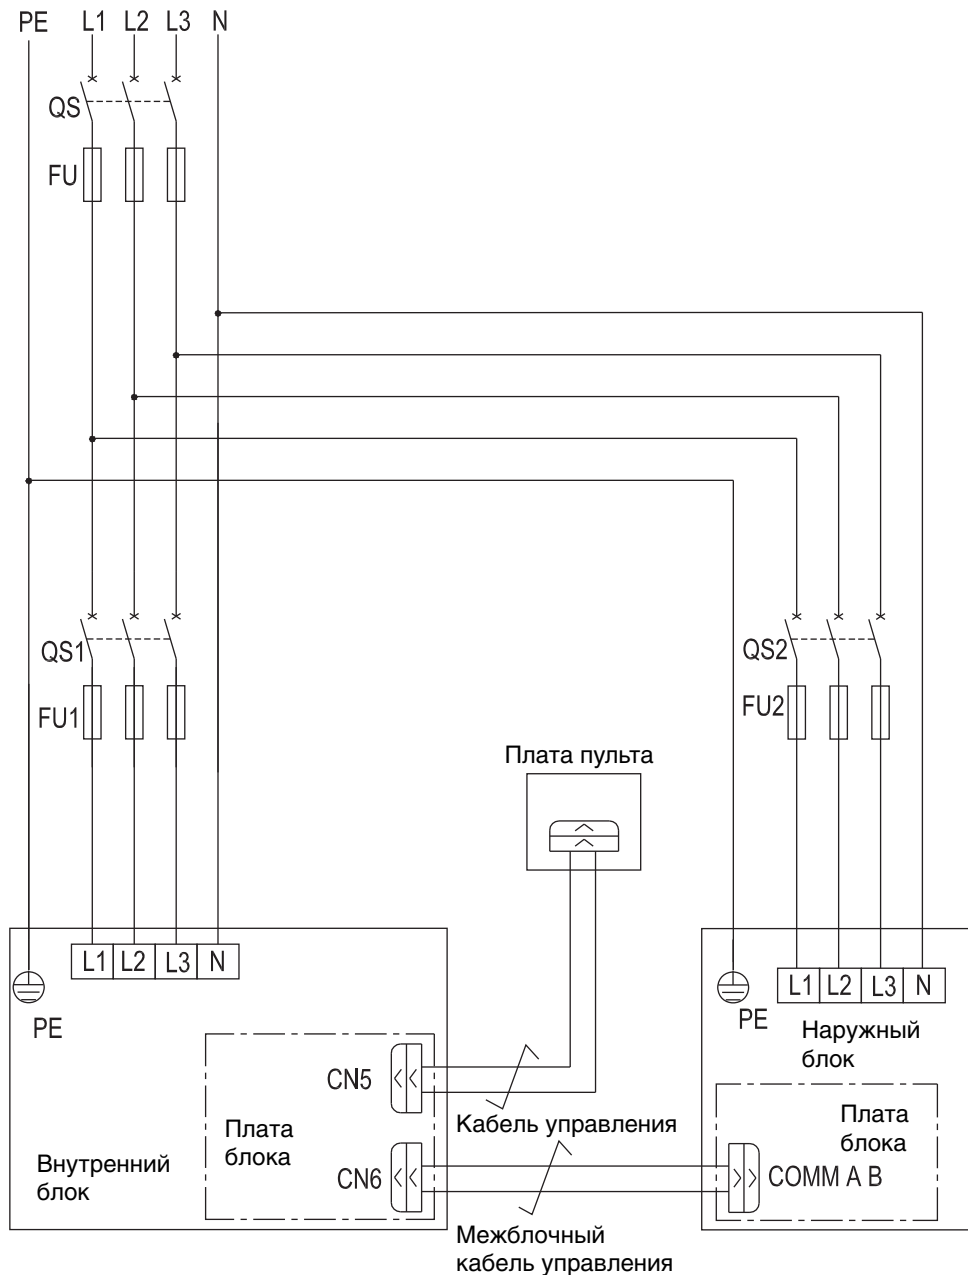 PE L1 L2 L3 N
QS
FU
QS1
FU1
QS2
FU2
Плата пульта
L1 L2 L3 N
PE
L1 L2 L3 N
PE
Наружный
блок
CN5
Кабель управления
Плата
блока
Плата
блока
Внутренний
блок
CN6
COMM A B
Межблочный
кабель управления